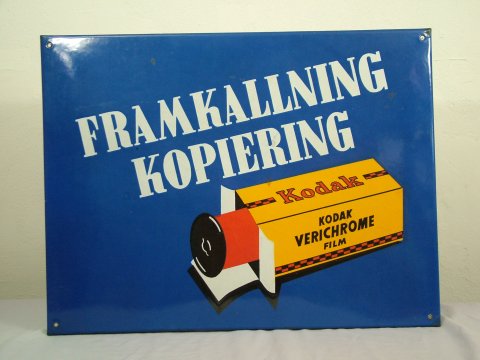 FRAMKALLNING
KOPIERING
Kodak
KODAK
VERICHROME
FILM